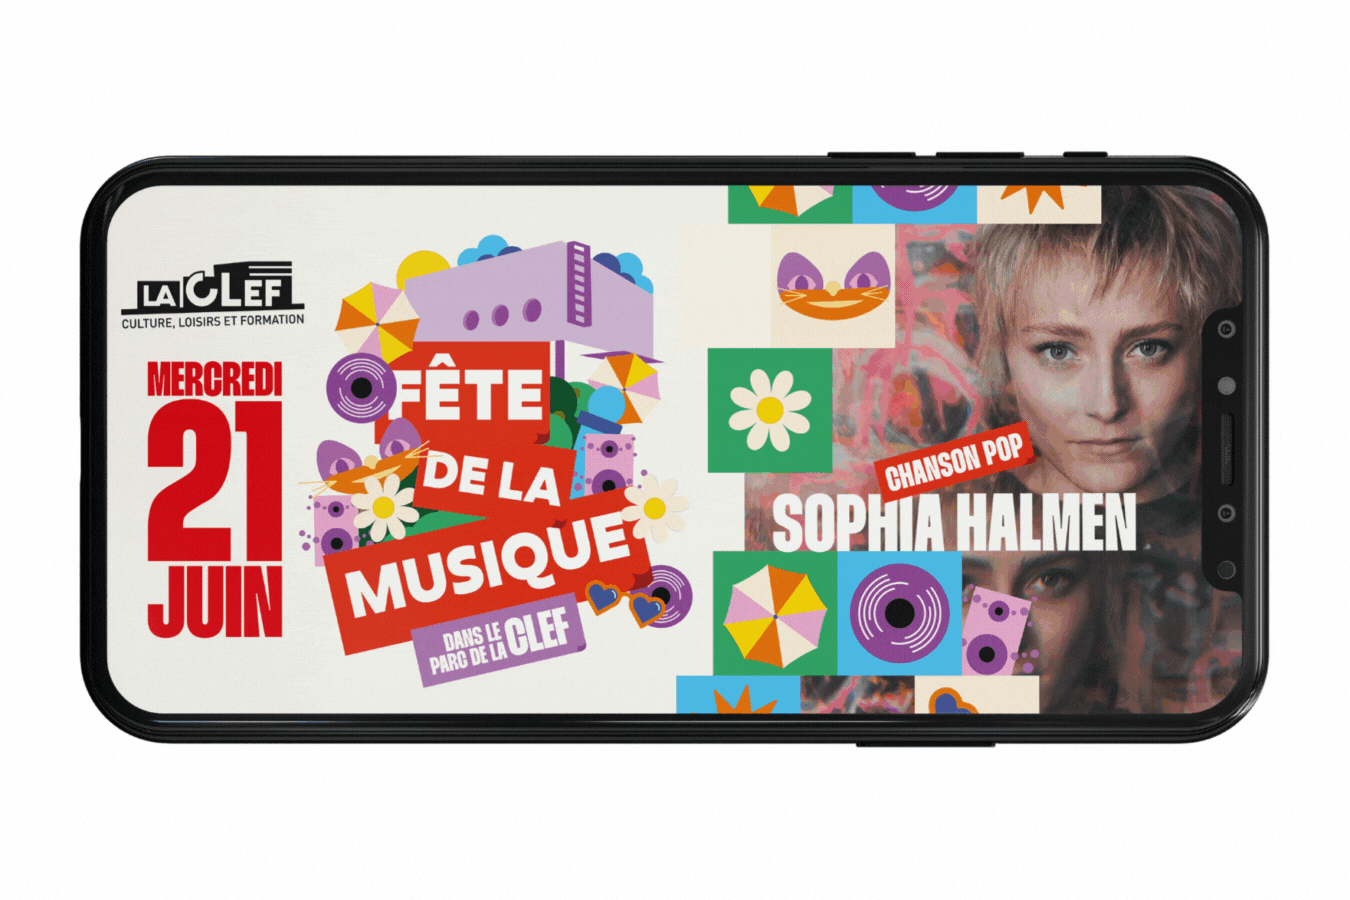 LA CLEF
CULTURE, LOISIRS ET FORMATION
MERCREDI
21
JUIN
FÊTE
DE LA
MUSIQUE
DANS LE
PARC DE LA CLEF
CHANSON POP
SOPHIA HALMEN